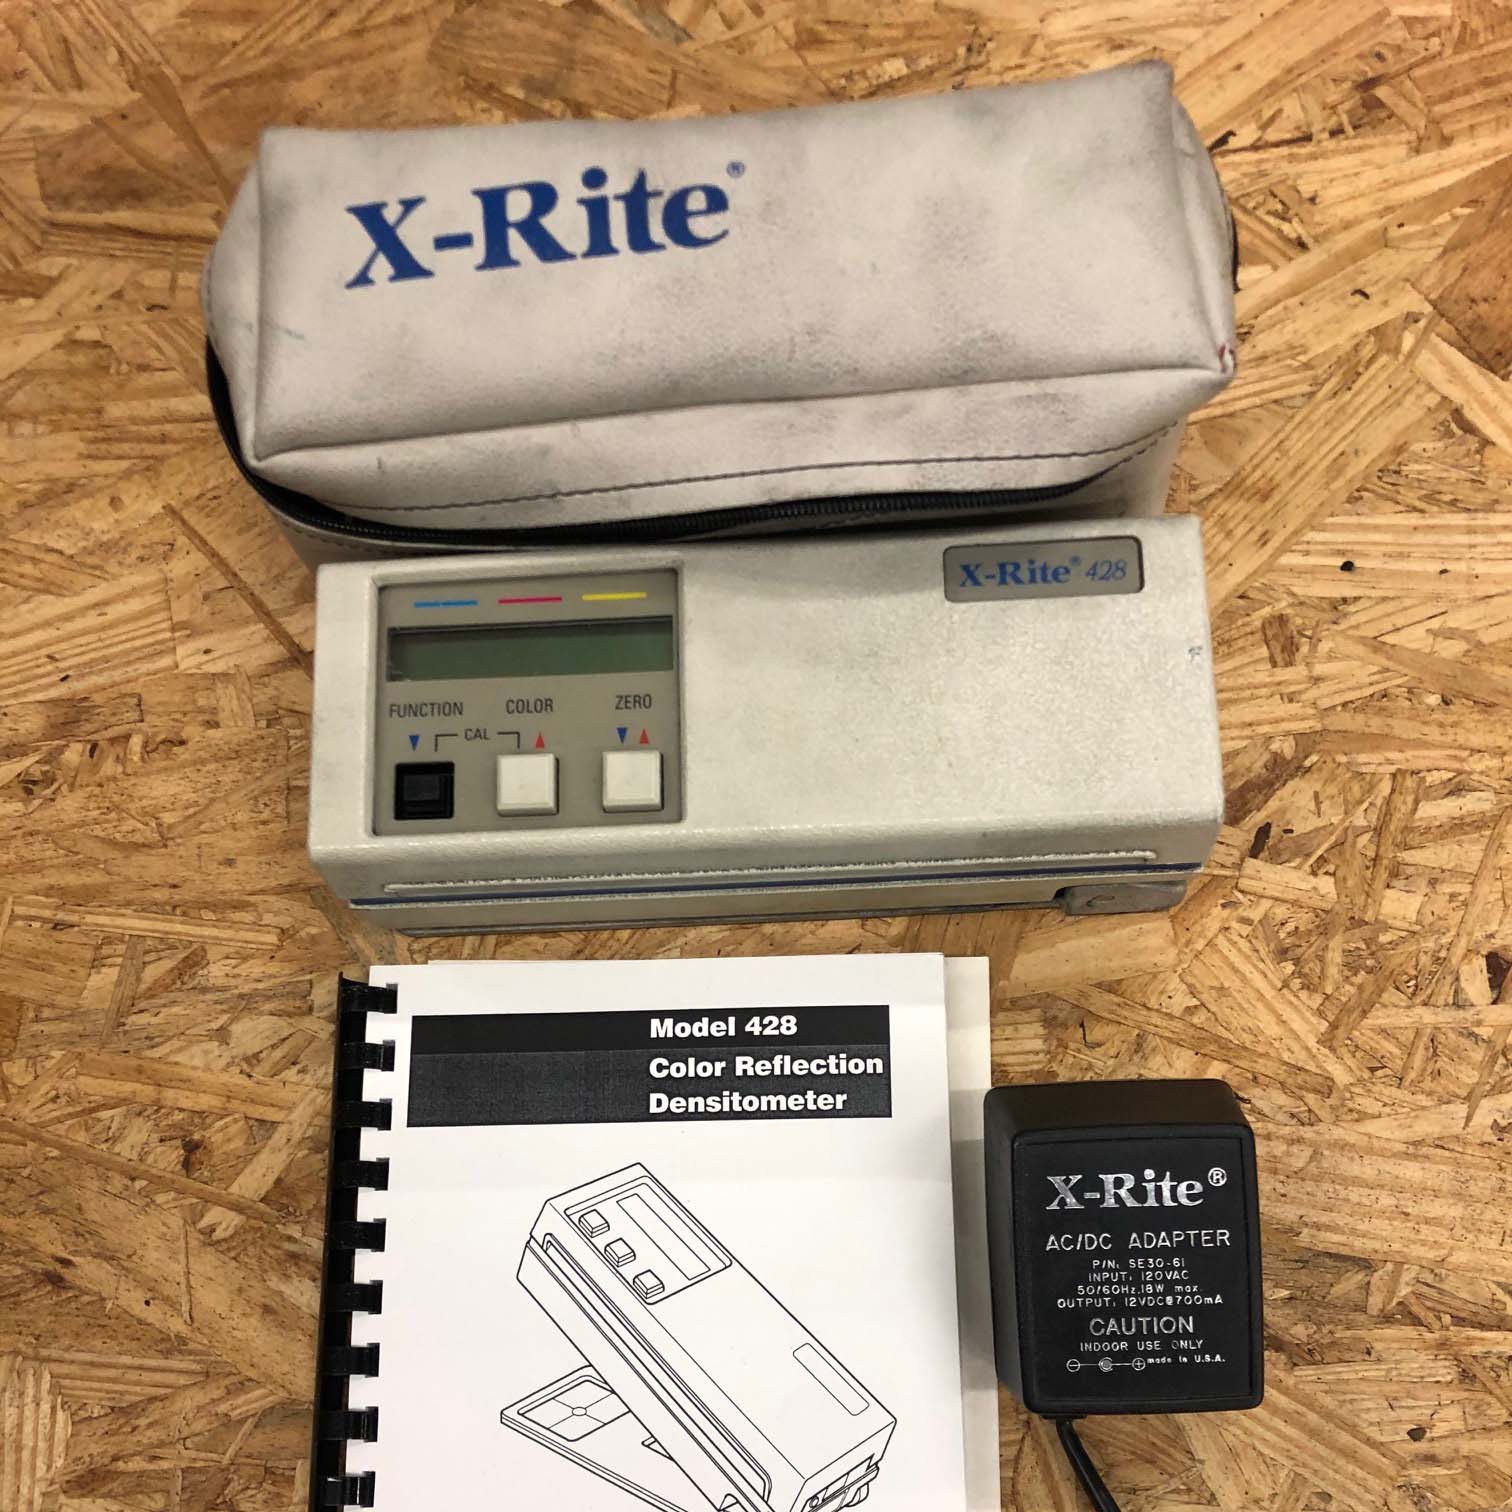 X-Rite®
X-Rite® 428
FUNCTION COLOR ZERO
CAL
Model 428
Color Reflection
Densitometer
X-Rite®
AC/DC ADAPTER
P/N: SE30-61
INPUT: 120VAC
50/60Hz.18W max.
OUTPUT: 12VDC@700mA
CAUTION
INDOOR USE ONLY
made in U.S.A.